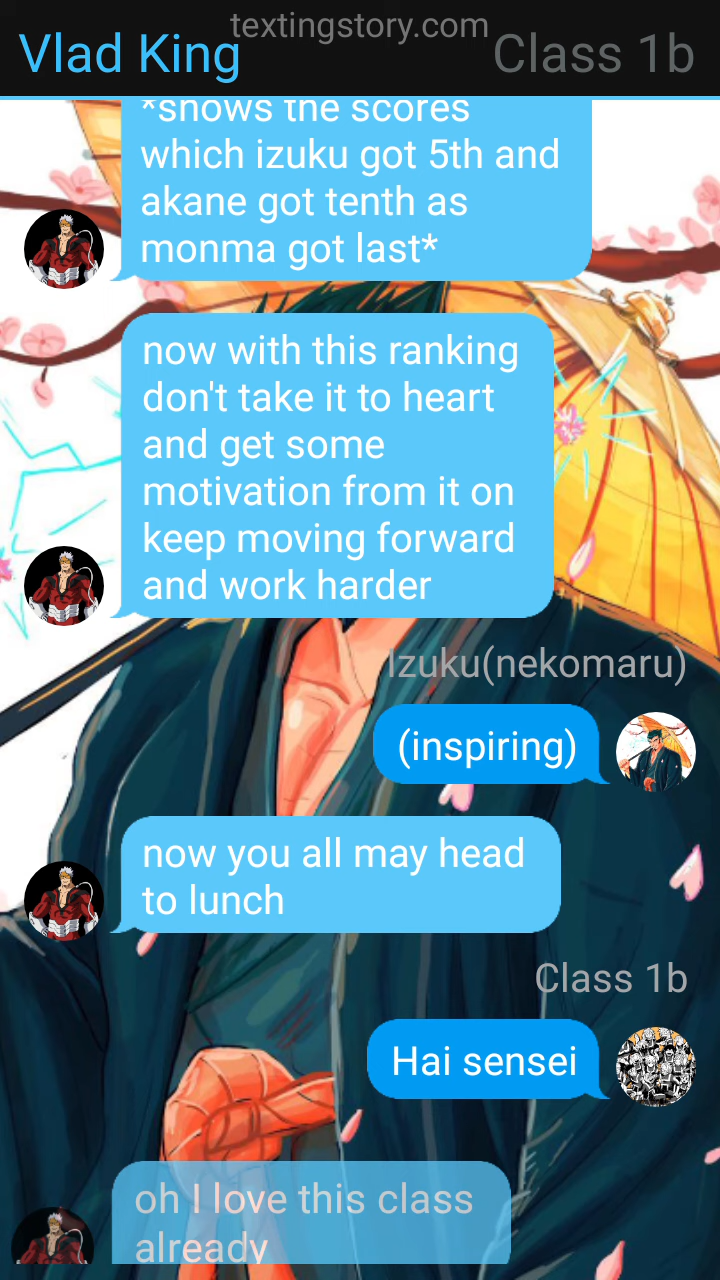 textingstory.com
Vlad King
Class 1b
*shows the scores
which izuku got 5th and
akane got tenth as
monma got last*
now with this ranking
don't take it to heart
and get some
motivation from it on
keep moving forward
and work harder
Izuku(nekomaru)
(inspiring)
now you all may head
to lunch
Class 1b
Hai sensei
oh I love this class
already